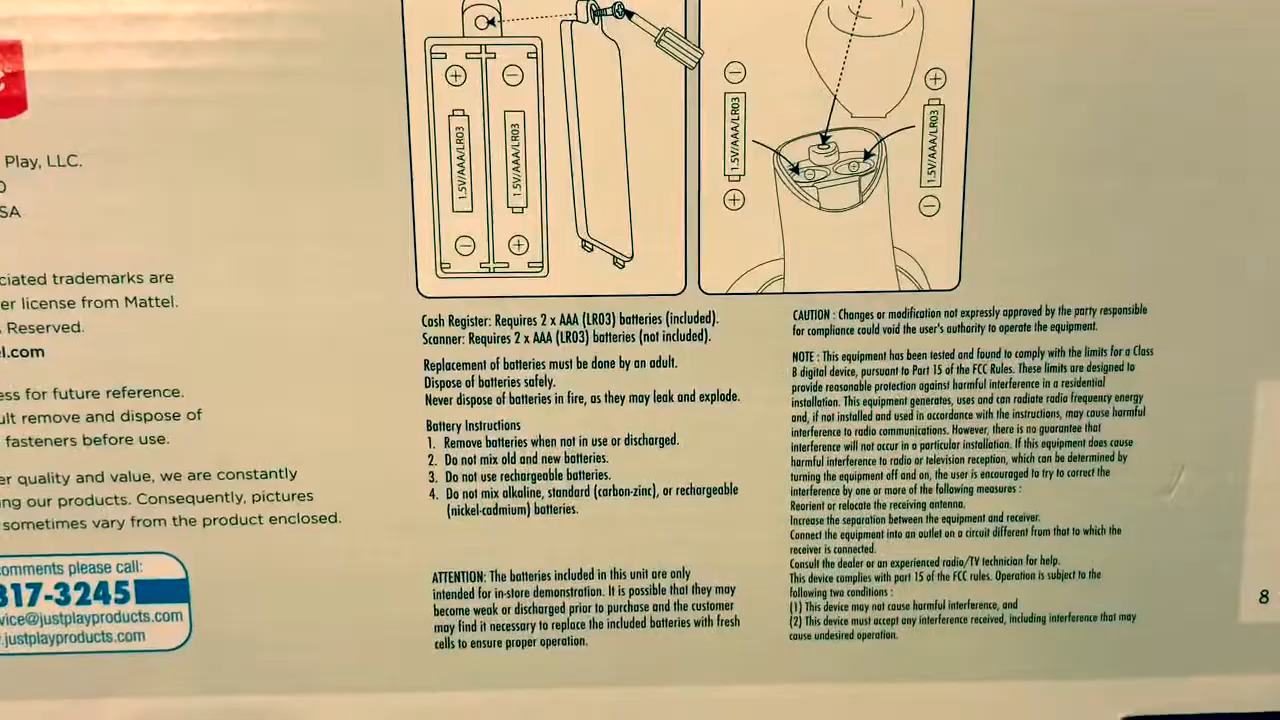 Play, LLC.
SA
ciated trademarks are
er license from Mattel.
Reserved.
el.com
ess for future reference.
ult remove and dispose of
fasteners before use.
er quality and value, we are constantly
ing our products. Consequently, pictures
sometimes vary from the product enclosed.
omments please call:
317-3245
vice@justplayproducts.com
.justplayproducts.com
1.5V/AAA/LR03
1.5V/AAA/LR03
1.5V/AAA/LR03
1.5V/AAA/LR03
Cash Register: Requires 2 x AAA (LR03) batteries (included).
Scanner: Requires 2 x AAA (LR03) batteries (not included).
Replacement of batteries must be done by an adult.
Dispose of batteries safely.
Never dispose of batteries in fire, as they may leak and explode.
Battery Instructions
1. Remove batteries when not in use or discharged.
2. Do not mix old and new batteries.
3. Do not use rechargeable batteries.
4. Do not mix alkaline, standard (carbon-zinc), or rechargeable
(nickel-cadmium) batteries.
ATTENTION: The batteries included in this unit are only
intended for in-store demonstration. It is possible that they may
become weak or discharged prior to purchase and the customer
may find it necessary to replace the included batteries with fresh
cells to ensure proper operation.
CAUTION : Changes or modification not expressly approved by the party responsible
for compliance could void the user's authority to operate the equipment.
NOTE : This equipment has been tested and found to comply with the limits for a Class
B digital device, pursuant to Part 15 of the FCC Rules. These limits are designed to
provide reasonable protection against harmful interference in a residential
installation. This equipment generates, uses and can radiate radio frequency energy
and, if not installed and used in accordance with the instructions, may cause harmful
interference to radio communications. However, there is no guarantee that
interference will not occur in a particular installation. If this equipment does cause
harmful interference to radio or television reception, which can be determined by
turning the equipment off and on, the user is encouraged to try to correct the
interference by one or more of the following measures :
Reorient or relocate the receiving antenna.
Increase the separation between the equipment and receiver.
Connect the equipment into an outlet on a circuit different from that to which the
receiver is connected.
Consult the dealer or an experienced radio/TV technician for help.
This device complies with part 15 of the FCC rules. Operation is subject to the
following two conditions :
(1) This device may not cause harmful interference, and
(2) This device must accept any interference received, including interference that may
cause undesired operation.
8